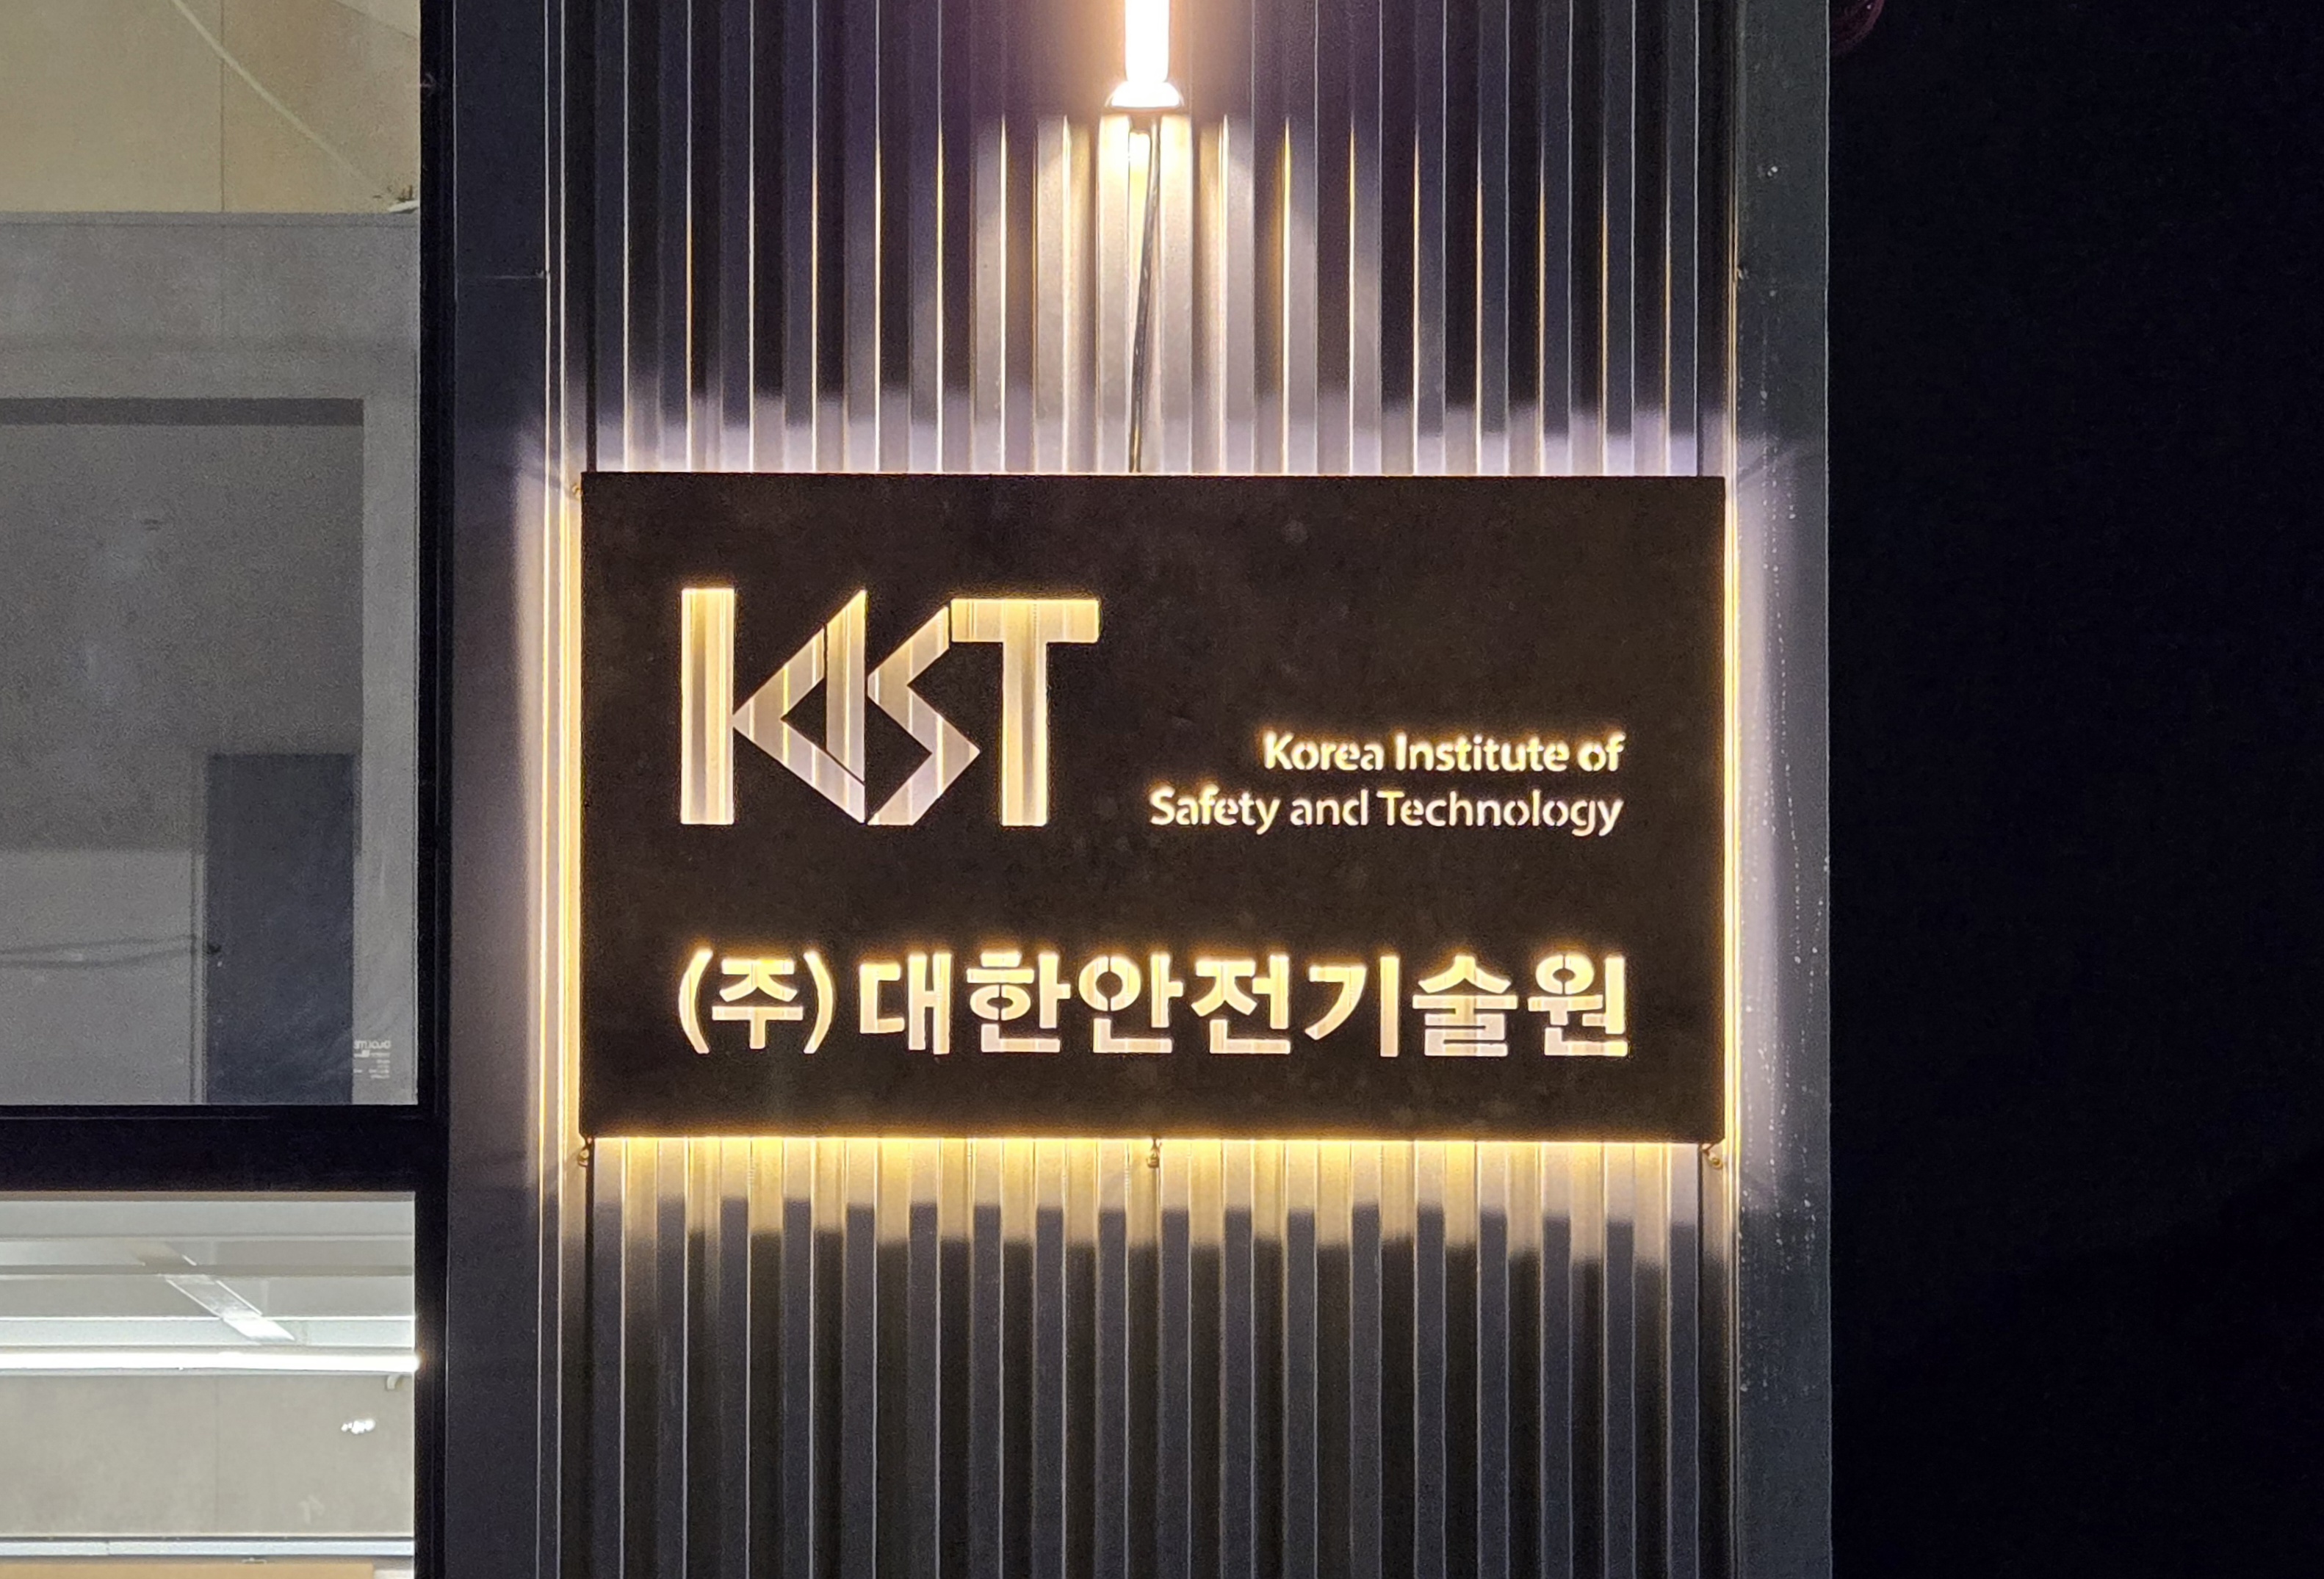 KIST
Korea Institute of
Safety and Technology
(주)대한안전기술원